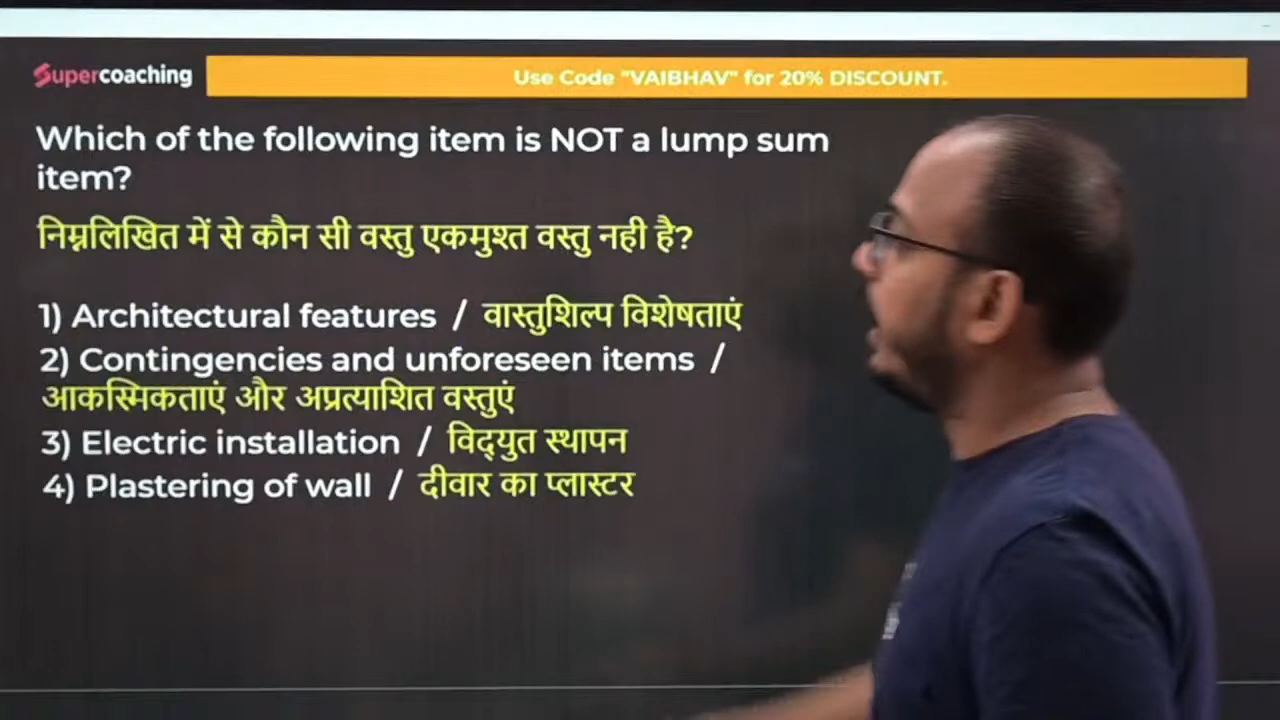 Supercoaching
Use Code "VAIBHAV" for 20% DISCOUNT.
Which of the following item is NOT a lump sum
item?
निम्नलिखित में से कौन सी वस्तु एकमुश्त वस्तु नही है?
1) Architectural features / वास्तुशिल्प विशेषताएं
2) Contingencies and unforeseen items /
आकस्मिकताएं और अप्रत्याशित वस्तुएं
3) Electric installation / विद्युत स्थापन
4) Plastering of wall / दीवार का प्लास्टर